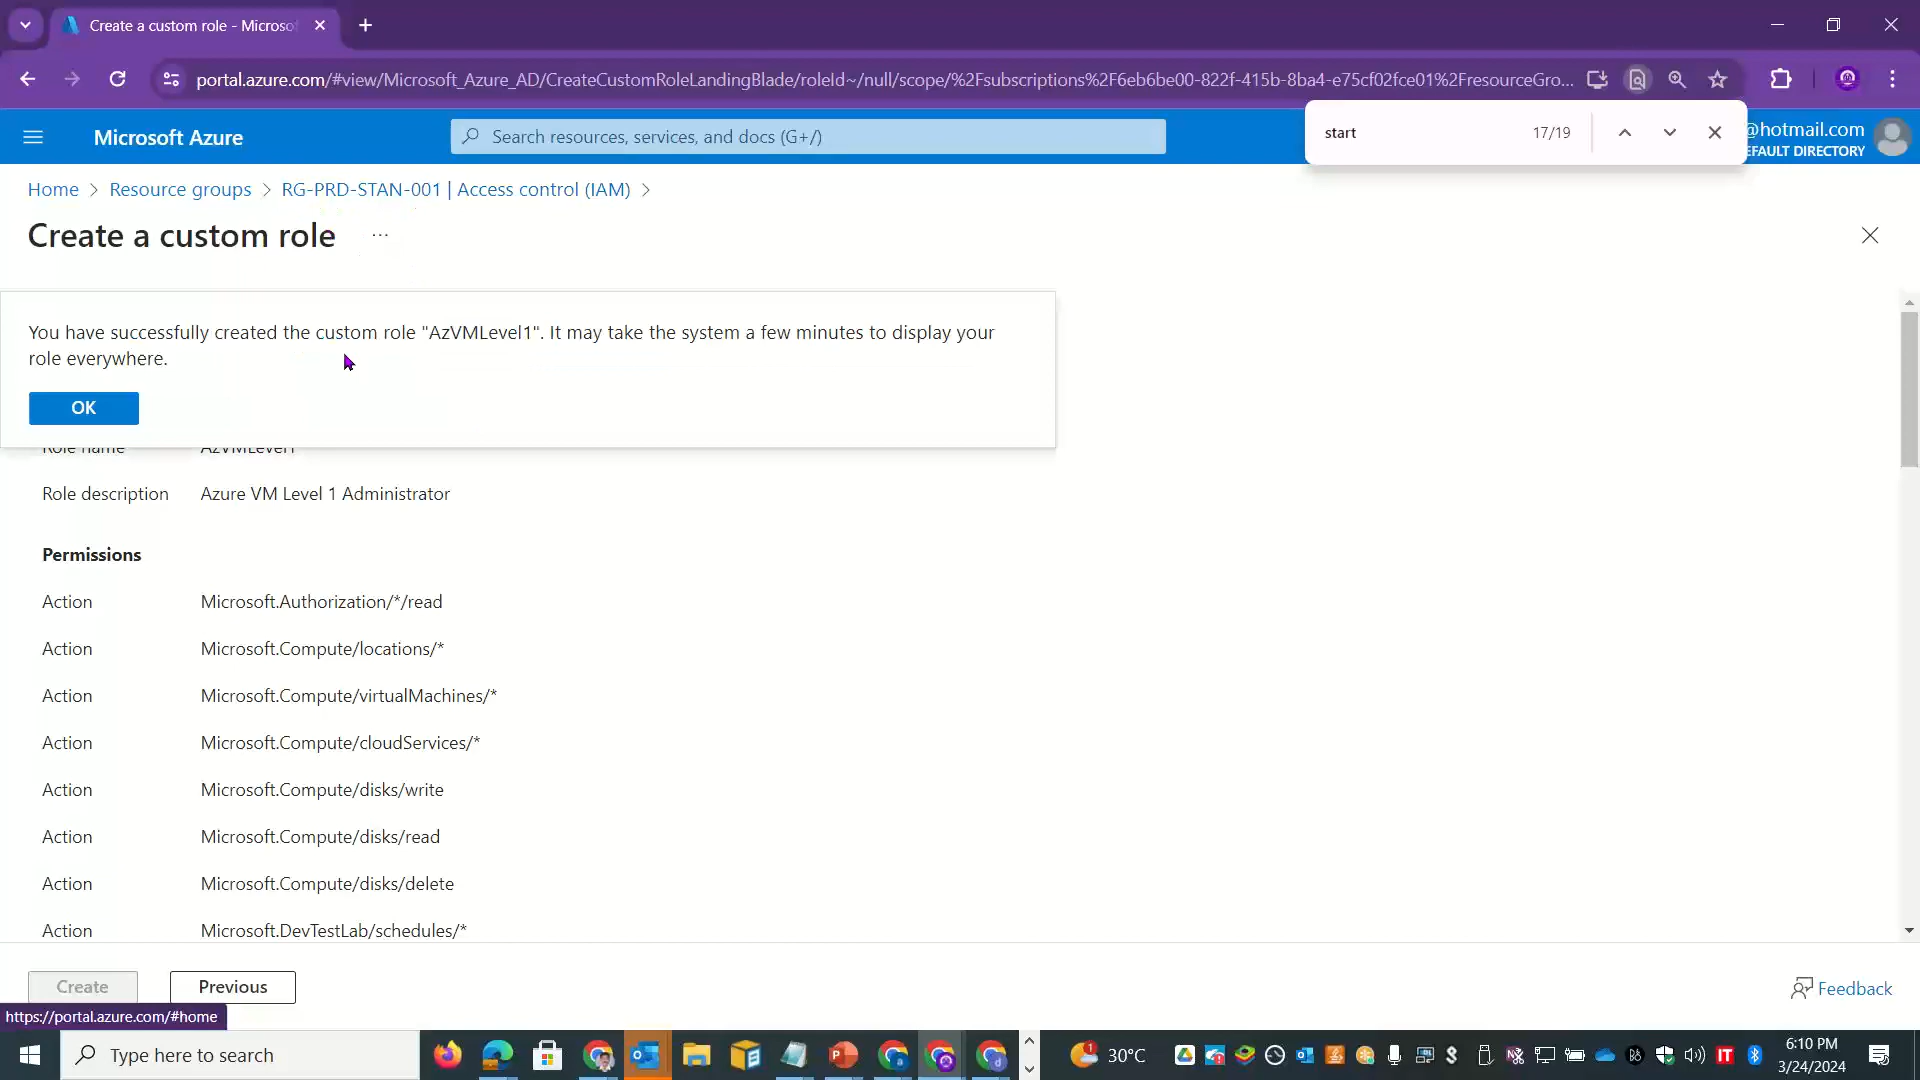 Create a custom role - Microsof
portal.azure.com/#view/Microsoft_Azure_AD/CreateCustomRoleLandingBlade/roleId~/null/scope/%2Fsubscriptions%2F6eb6be00-822f-415b-8ba4-e75cf02fce01%2FresourceGro...
start 17/19
Microsoft Azure
Search resources, services, and docs (G+/)
@hotmail.com
EFAULT DIRECTORY
Home > Resource groups > RG-PRD-STAN-001 | Access control (IAM) >
Create a custom role ...
You have successfully created the custom role "AzVMLevel1". It may take the system a few minutes to display your
role everywhere.
OK
Role name AzVMLevel1
Role description Azure VM Level 1 Administrator
Permissions
Action Microsoft.Authorization/*/read
Action Microsoft.Compute/locations/*
Action Microsoft.Compute/virtualMachines/*
Action Microsoft.Compute/cloudServices/*
Action Microsoft.Compute/disks/write
Action Microsoft.Compute/disks/read
Action Microsoft.Compute/disks/delete
Action Microsoft.DevTestLab/schedules/*
Create Previous
Feedback
https://portal.azure.com/#home
Type here to search
1 30°C
IT
6:10 PM
3/24/2024